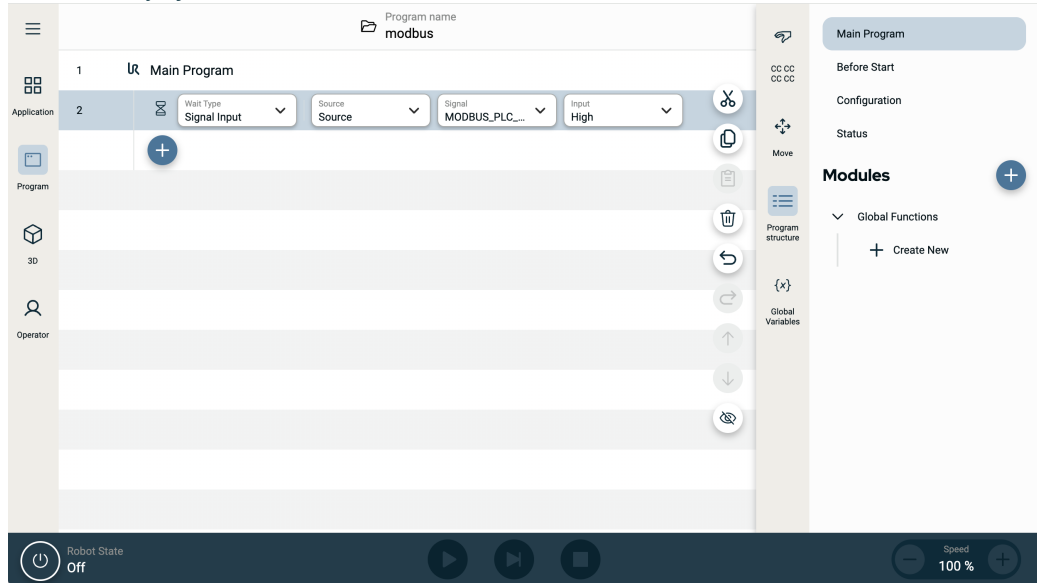 Program name
modbus
Application
Program
3D
Operator
1 Main Program
2 Wait Type Signal Input Source Source Signal MODBUS_PLC_... Input High
CC CC
CC CC
Move
Program
structure
{x}
Global
Variables
Main Program
Before Start
Configuration
Status
Modules
Global Functions
Create New
Robot State
Off
Speed
100 %